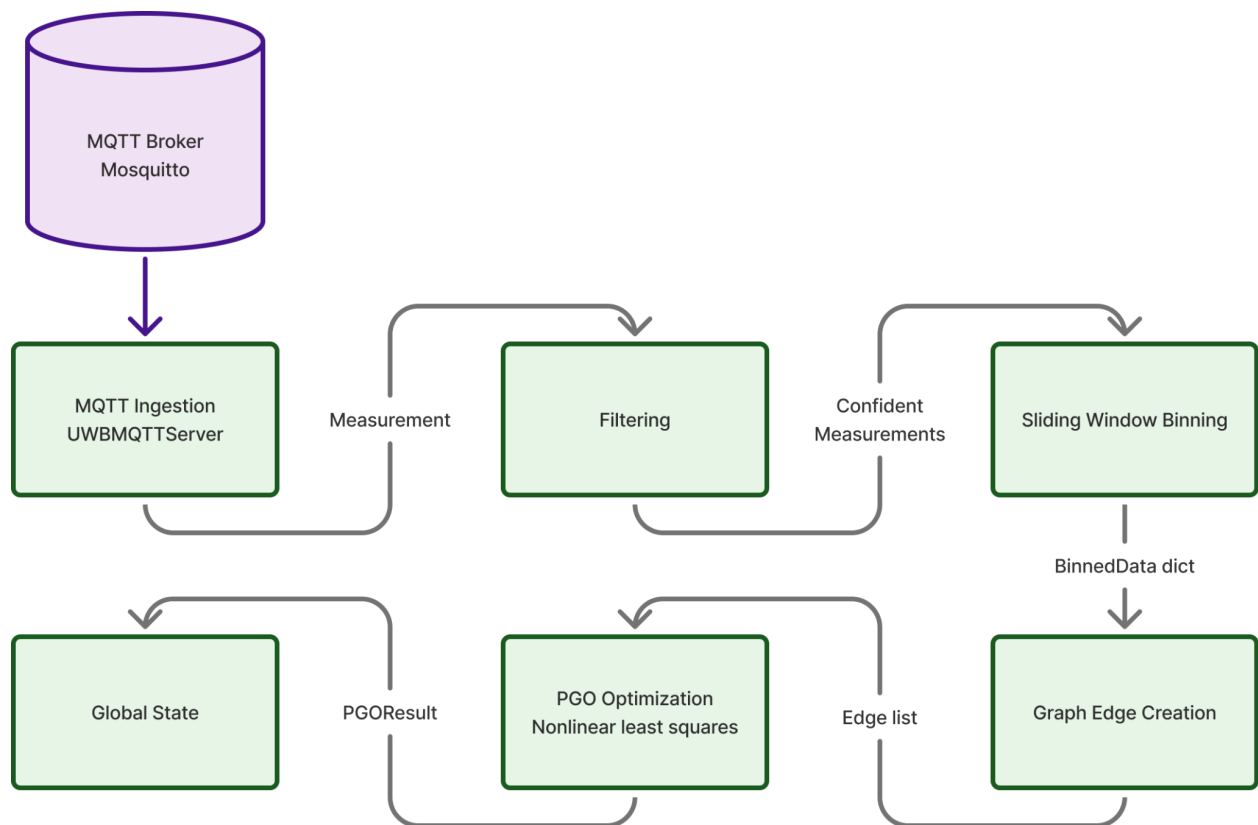 MQTT Broker
Mosquitto
MQTT Ingestion
UWBMQTTServer
Measurement
Filtering
Confident
Measurements
Sliding Window Binning
BinnedData dict
Global State
PGOResult
PGO Optimization
Nonlinear least squares
Edge list
Graph Edge Creation